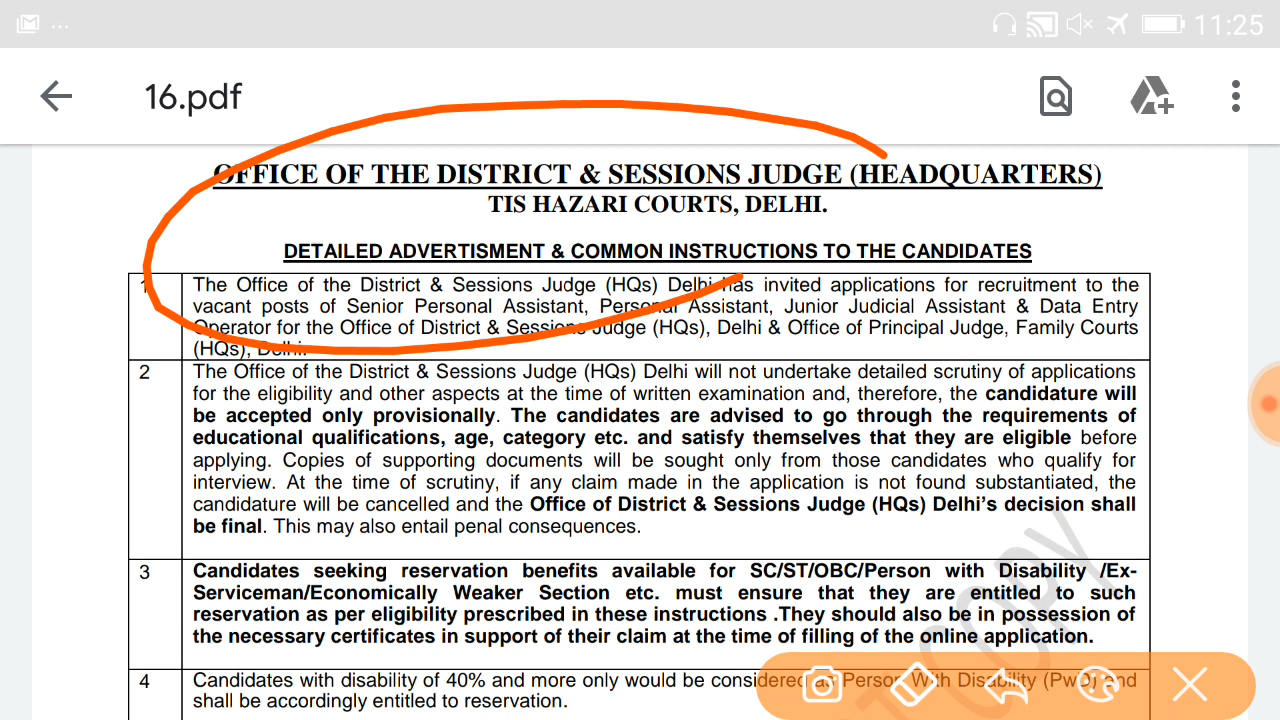 11:25
16.pdf
OFFICE OF THE DISTRICT & SESSIONS JUDGE (HEADQUARTERS)
TIS HAZARI COURTS, DELHI.
DETAILED ADVERTISMENT & COMMON INSTRUCTIONS TO THE CANDIDATES
1 The Office of the District & Sessions Judge (HQs) Delhi has invited applications for recruitment to the
vacant posts of Senior Personal Assistant, Personal Assistant, Junior Judicial Assistant & Data Entry
Operator for the Office of District & Sessions Judge (HQs), Delhi & Office of Principal Judge, Family Courts
(HQs), Delhi.
2 The Office of the District & Sessions Judge (HQs) Delhi will not undertake detailed scrutiny of applications
for the eligibility and other aspects at the time of written examination and, therefore, the candidature will
be accepted only provisionally. The candidates are advised to go through the requirements of
educational qualifications, age, category etc. and satisfy themselves that they are eligible before
applying. Copies of supporting documents will be sought only from those candidates who qualify for
interview. At the time of scrutiny, if any claim made in the application is not found substantiated, the
candidature will be cancelled and the Office of District & Sessions Judge (HQs) Delhi's decision shall
be final. This may also entail penal consequences.
3 Candidates seeking reservation benefits available for SC/ST/OBC/Person with Disability /Ex-
Serviceman/Economically Weaker Section etc. must ensure that they are entitled to such
reservation as per eligibility prescribed in these instructions .They should also be in possession of
the necessary certificates in support of their claim at the time of filling of the online application.
4 Candidates with disability of 40% and more only would be considered as Person With Disability (PwD) and
shall be accordingly entitled to reservation.
Copy